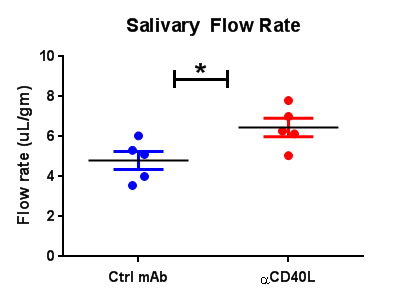 Salivary Flow Rate
*
Flow rate (uL/gm)
10
8
6
4
2
0
Ctrl mAb
αCD40L